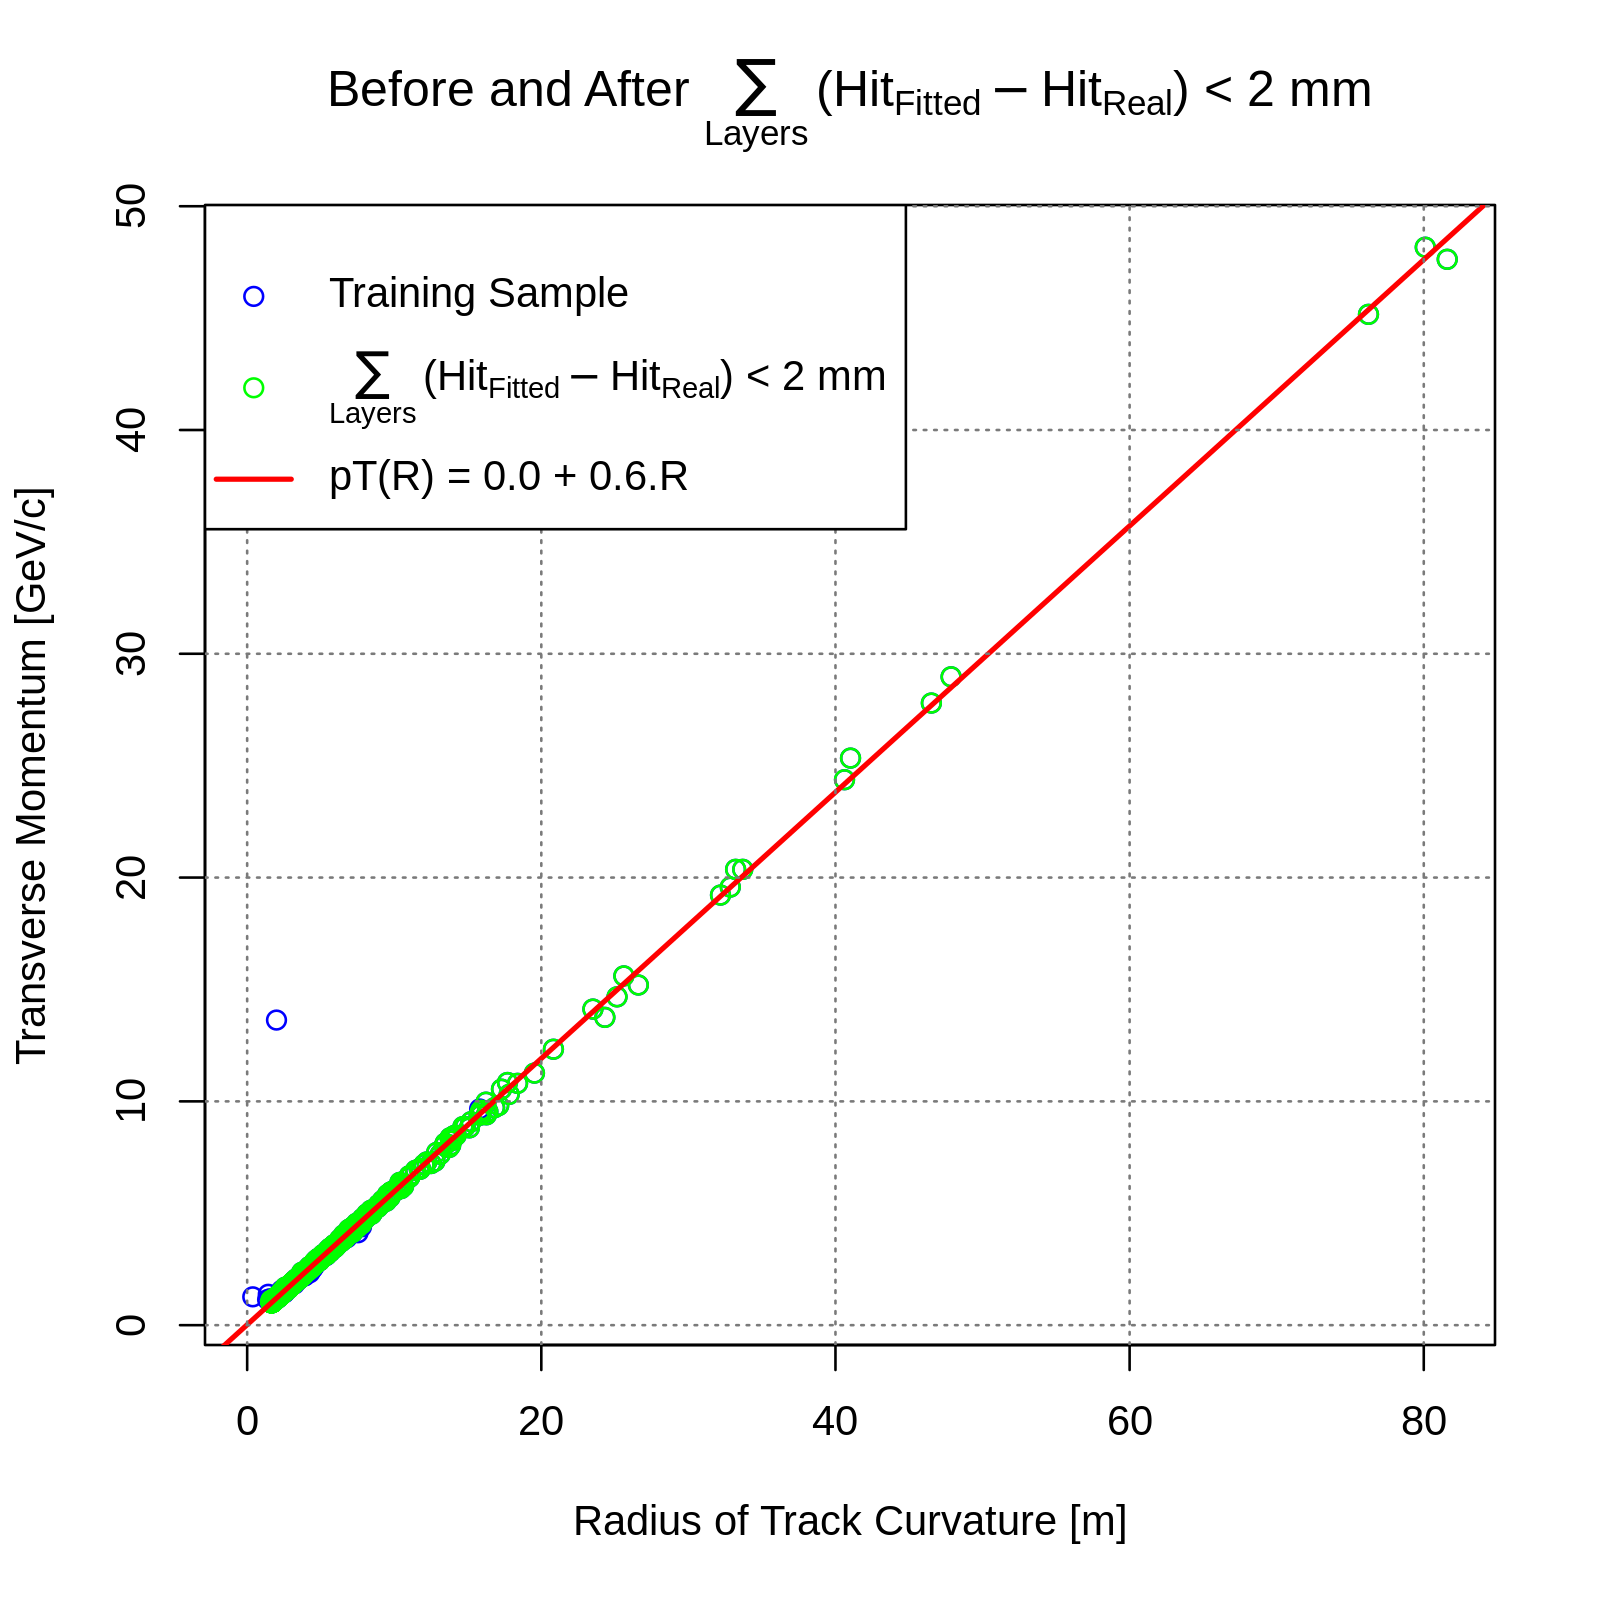 Before and After ∑ (Hit_Fitted − Hit_Real) < 2 mm
Layers
Training Sample
∑ (Hit_Fitted − Hit_Real) < 2 mm
Layers
pT(R) = 0.0 + 0.6.R
Transverse Momentum [GeV/c]
50
40
30
20
10
0
0 20 40 60 80
Radius of Track Curvature [m]